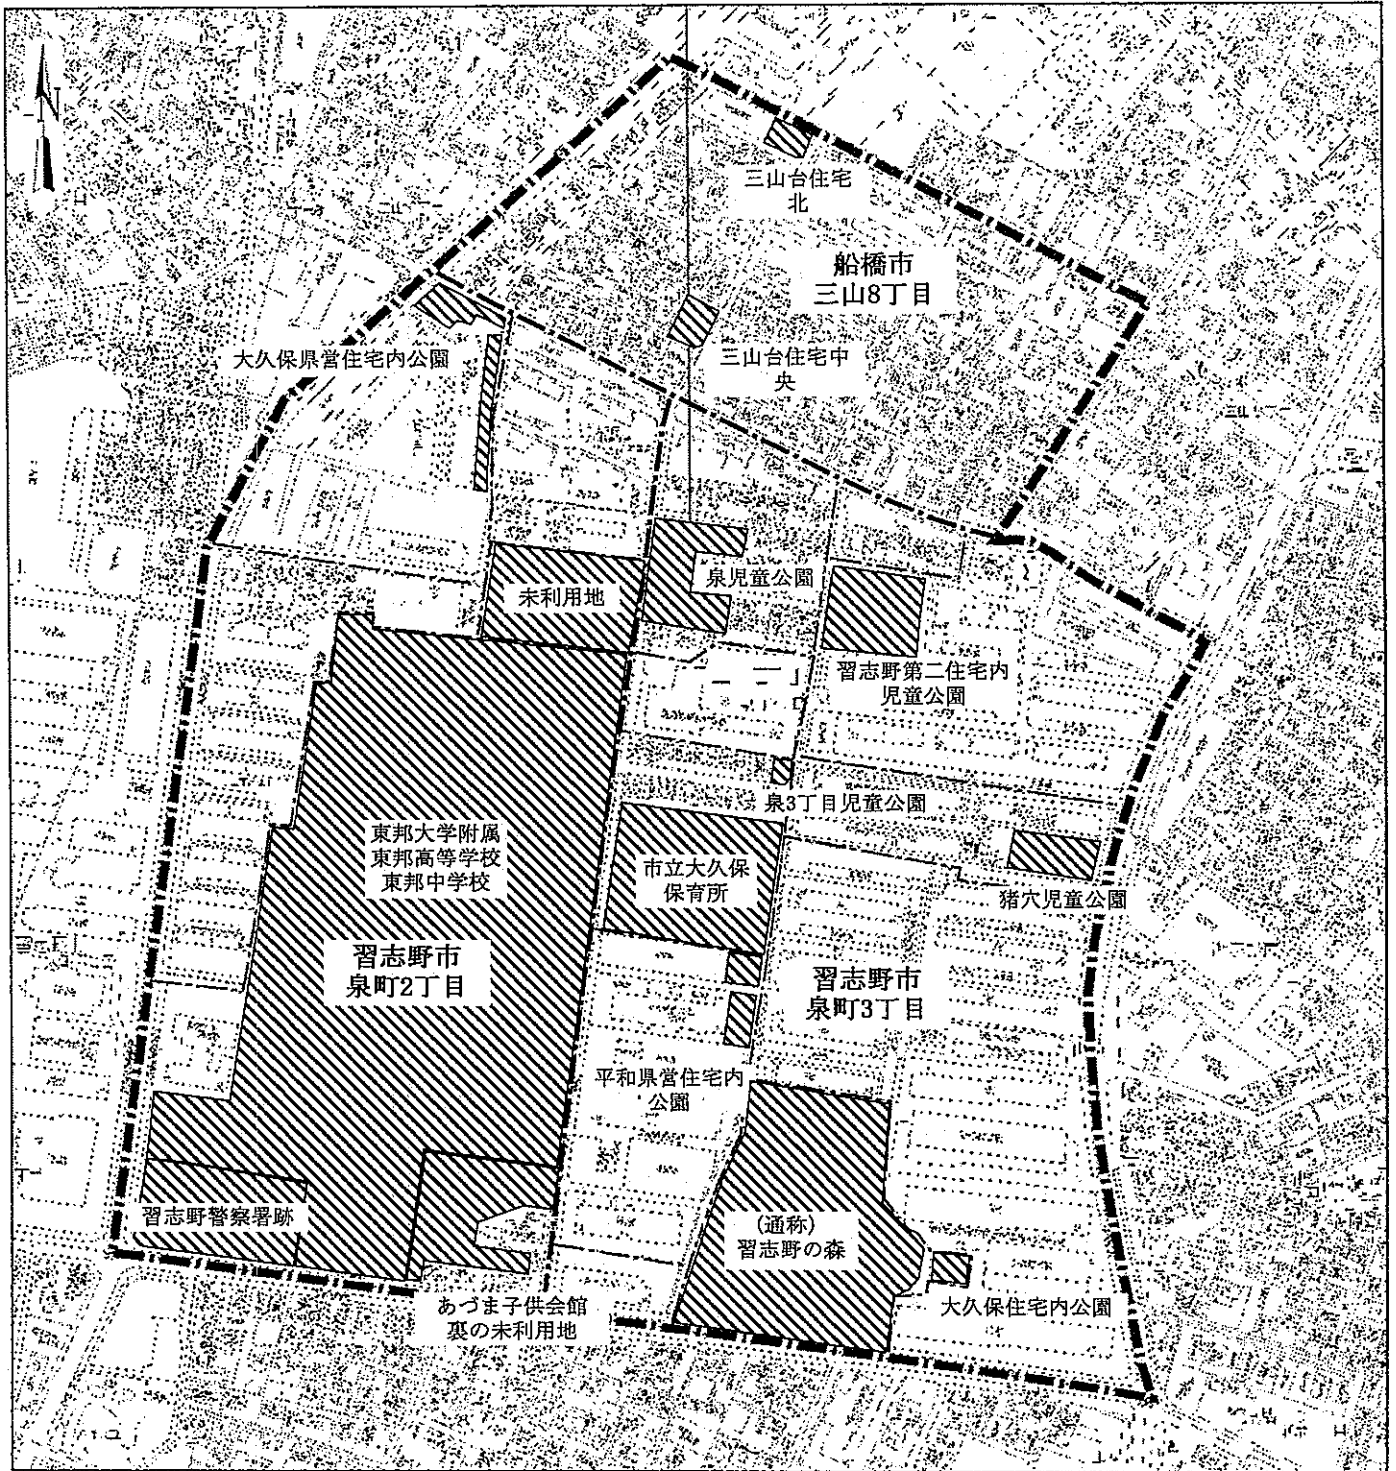 三山台住宅
北
船橋市
三山8丁目
三山台住宅中
央
大久保県営住宅内公園
未利用地
泉児童公園
習志野第二住宅内
児童公園
泉3丁目児童公園
東邦大学附属
東邦高等学校
東邦中学校
市立大久保
保育所
猪穴児童公園
習志野市
泉町2丁目
習志野市
泉町3丁目
平和県営住宅内
公園
習志野警察署跡
(通称)
習志野の森
あづま子供会館
裏の未利用地
大久保住宅内公園